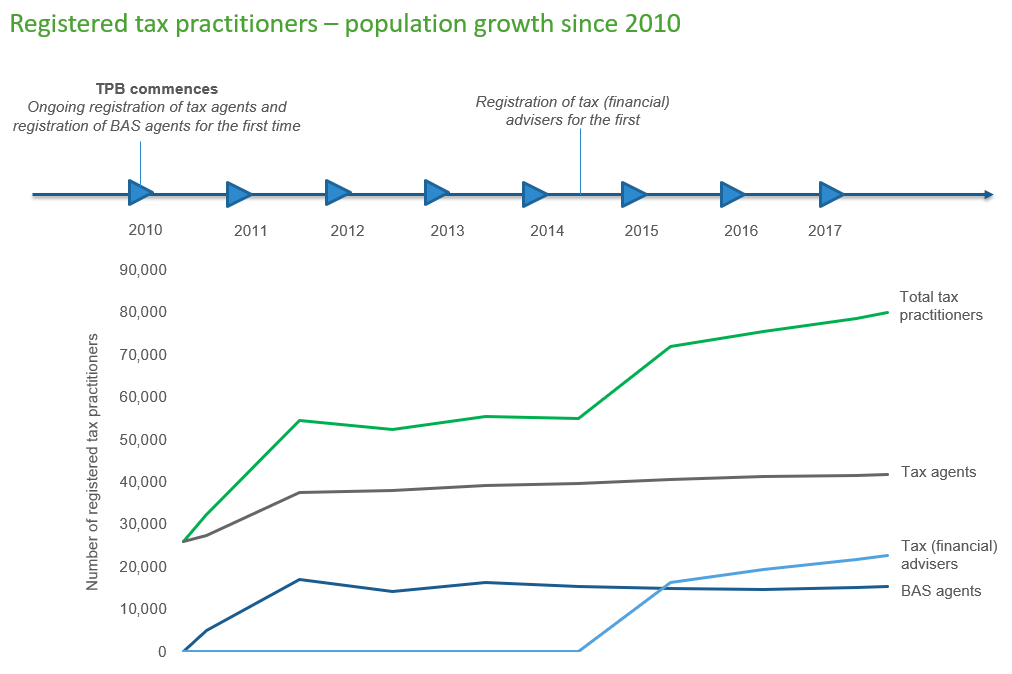 Registered tax practitioners – population growth since 2010
TPB commences
Ongoing registration of tax agents and
registration of BAS agents for the first time
Registration of tax (financial)
advisers for the first
2010
2011
2012
2013
2014
2015
2016
2017
Number of registered tax practitioners
90,000
80,000
70,000
60,000
50,000
40,000
30,000
20,000
10,000
0
Total tax
practitioners
Tax agents
Tax (financial)
advisers
BAS agents